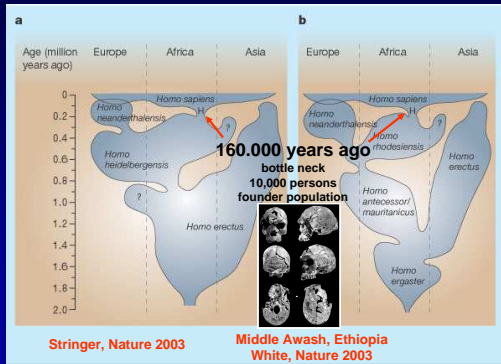 a
Age (million
years ago)
Europe
Africa
Asia
0
0.2
0.4
0.6
0.8
1.0
1.2
1.4
1.6
1.8
2.0
Homo sapiens
H
?
Homo
neanderthalensis
Homo
heidelbergensis
?
Homo erectus
b
Europe
Africa
Asia
Homo sapiens
H
?
Homo
neanderthalensis
Homo
rhodesiensis
Homo
erectus
Homo
antecessor/
mauritanicus
Homo
ergaster
160.000 years ago
bottle neck
10,000 persons
founder population
Stringer, Nature 2003
Middle Awash, Ethiopia
White, Nature 2003